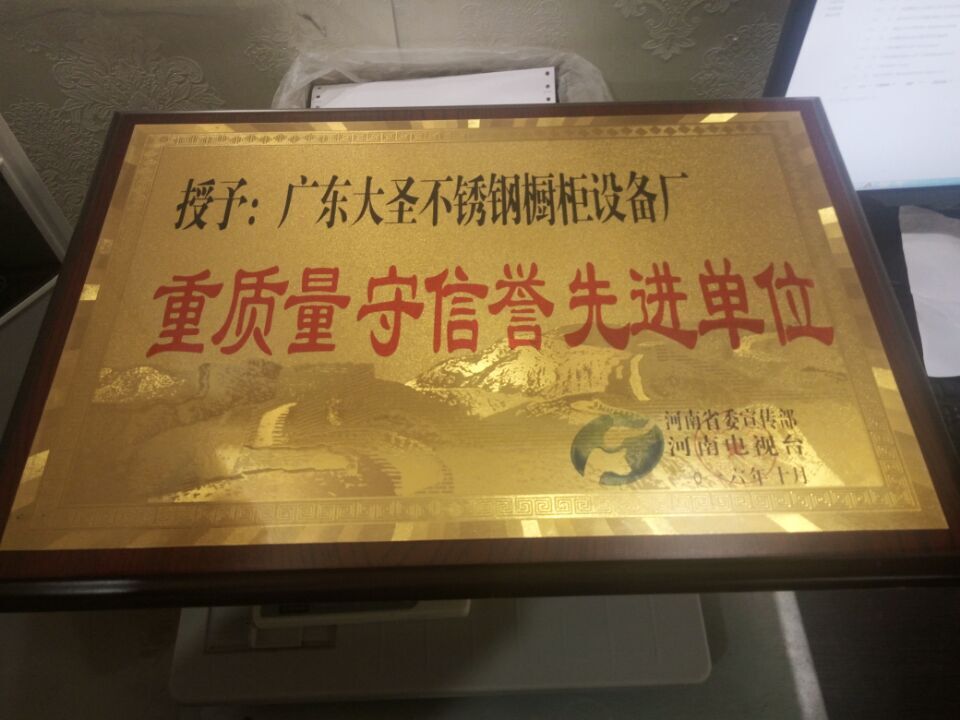 授予：广东大圣不锈钢橱柜设备厂
重质量 守信誉 先进单位
河南省委宣传部
河南电视台
六年十月